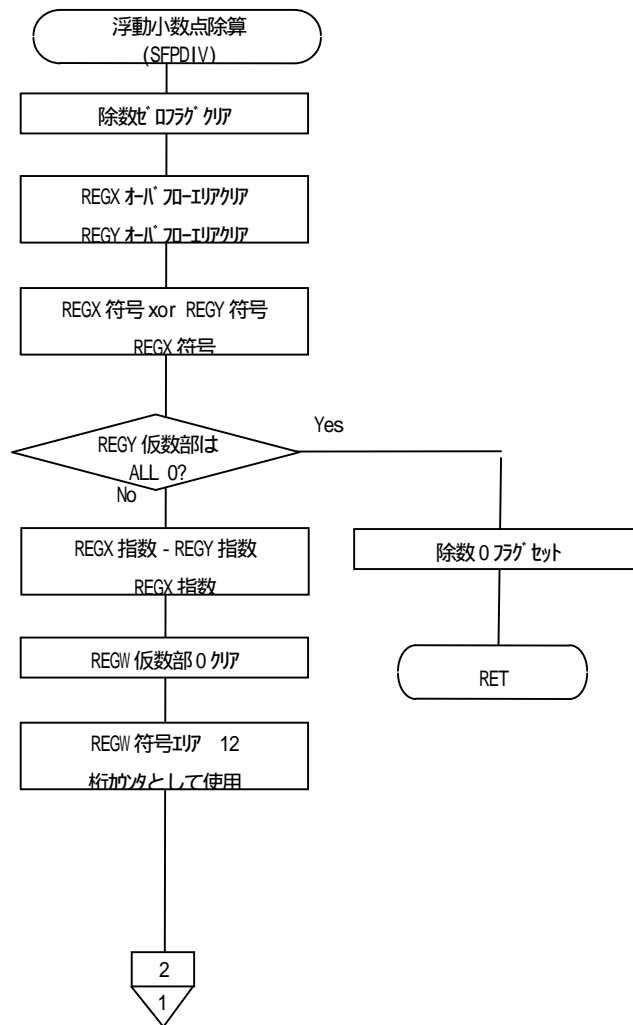 浮動小数点除算
(SFPDIV)
除数ｾﾞﾛﾌﾗｸﾞｸﾘｱ
REGX ｵｰﾊﾞﾌﾛｰｴﾘｱｸﾘｱ
REGY ｵｰﾊﾞﾌﾛｰｴﾘｱｸﾘｱ
REGX 符号 xor REGY 符号
REGX 符号
REGY 仮数部は
ALL 0?
Yes
No
REGX 指数 - REGY 指数
REGX 指数
除数 0 ﾌﾗｸﾞｾｯﾄ
REGW 仮数部 0 ｸﾘｱ
RET
REGW 符号ｴﾘｱ 12
桁ｶｳﾝﾀとして使用
2
1